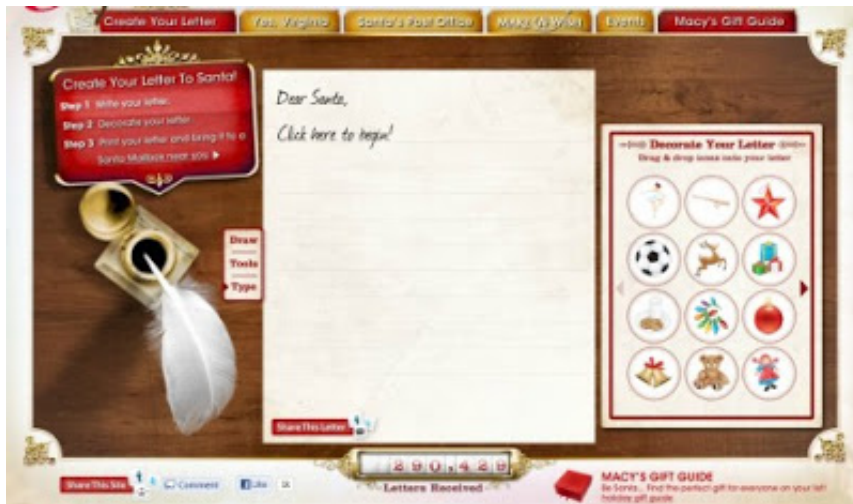 Create Your Letter
Yes, Virginia
Santa's Post Office
Make-A-Wish
Events
Macy's Gift Guide
Create Your Letter To Santa!
Step 1 Write your letter.
Step 2 Decorate your letter
Step 3 Print your letter and bring it to a
Santa Mailbox near you
Dear Santa,
Click here to begin!
Draw
Tools
Type
Decorate Your Letter
Drag & drop icons onto your letter
Share This Letter
290,429
Letters Received
Share This Site
Comment
Like
MACY'S GIFT GUIDE
Be Santa... Find the perfect gift for everyone on your list!
holiday gift guide